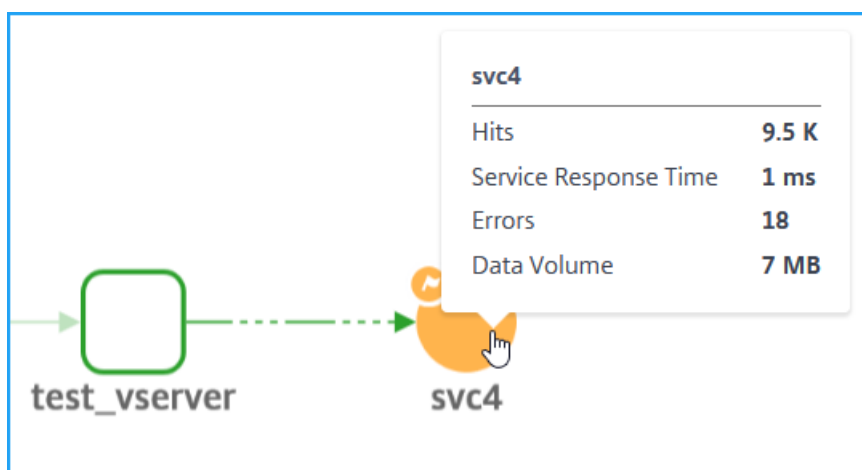 svc4
Hits 9.5 K
Service Response Time 1 ms
Errors 18
Data Volume 7 MB
test_vserver svc4